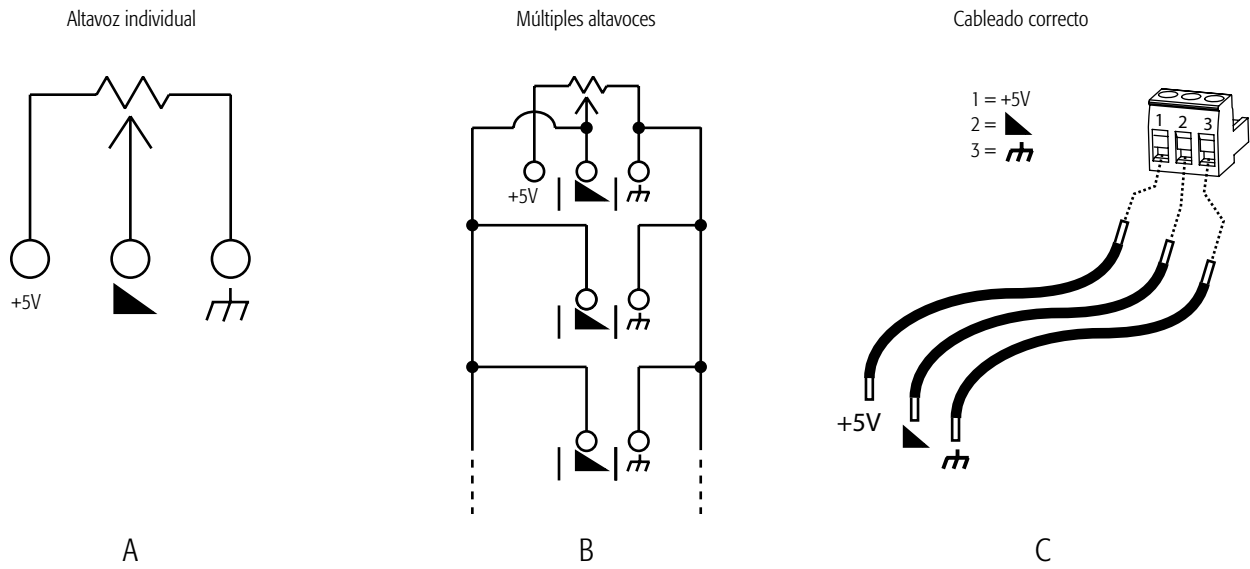 Altavoz individual
Múltiples altavoces
Cableado correcto
+5V
A
+5V
B
1 = +5V
2 =
3 =
1 2 3
+5V
C